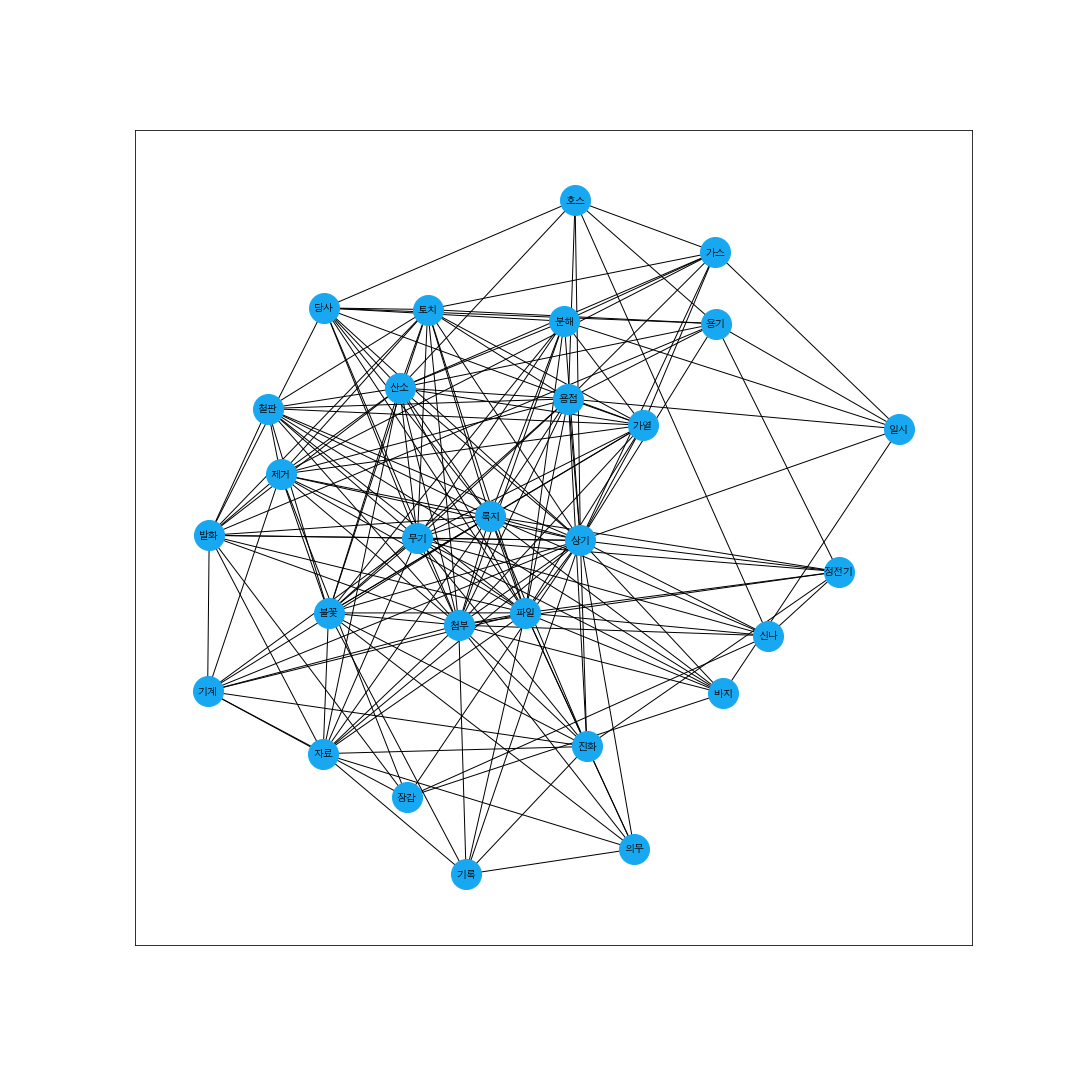 호스
가스
당사
토치
분해
용기
산소
용접
철판
가열
일시
제거
룩지
발화
무기
상기
정전기
불꽃
첨부
파일
신나
기계
비지
진화
자료
장갑
의무
기록